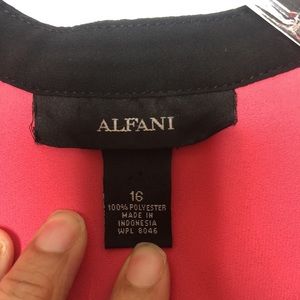 ALFANI
16
100% POLYESTER
MADE IN
INDONESIA
WPL 8046